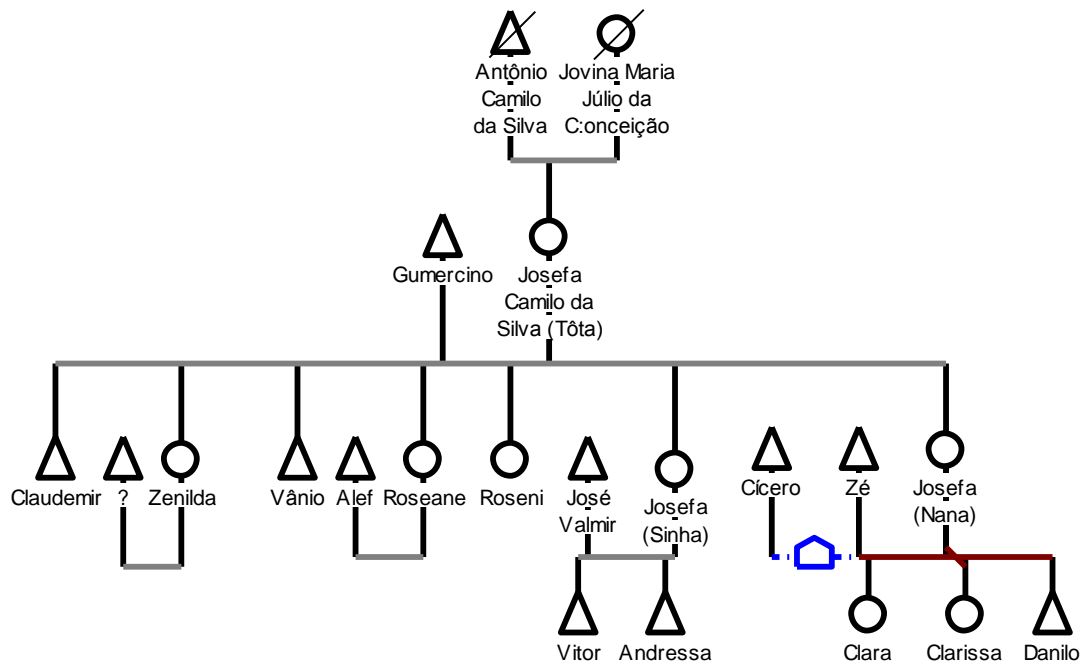 Antônio
Camilo
da Silva
Jovina Maria
Júlio da
C:onceição
Gumercino
Josefa
Camilo da
Silva (Tôta)
Claudemir
?
Zenilda
Vânio
Alef
Roseane
Roseni
José
Valmir
Josefa
(Sinha)
Cícero
Zé
Josefa
(Nana)
Vitor
Andressa
Clara
Clarissa
Danilo